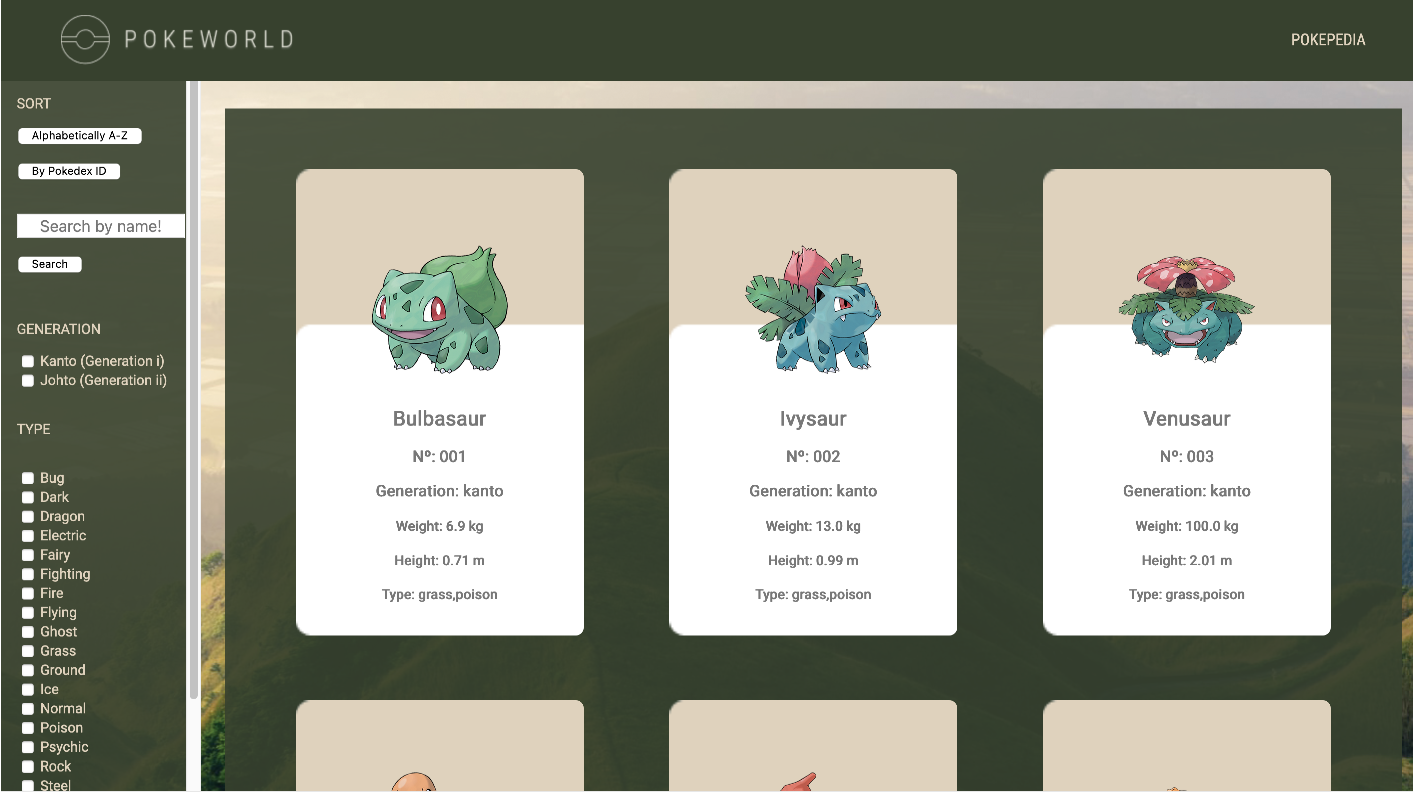 POKEWORLD
POKEPEDIA
SORT
Alphabetically A-Z
By Pokedex ID
Search by name!
Search
GENERATION
Kanto (Generation i)
Johto (Generation ii)
TYPE
Bug
Dark
Dragon
Electric
Fairy
Fighting
Fire
Flying
Ghost
Grass
Ground
Ice
Normal
Poison
Psychic
Rock
Steel
Bulbasaur
Nº: 001
Generation: kanto
Weight: 6.9 kg
Height: 0.71 m
Type: grass,poison
Ivysaur
Nº: 002
Generation: kanto
Weight: 13.0 kg
Height: 0.99 m
Type: grass,poison
Venusaur
Nº: 003
Generation: kanto
Weight: 100.0 kg
Height: 2.01 m
Type: grass,poison